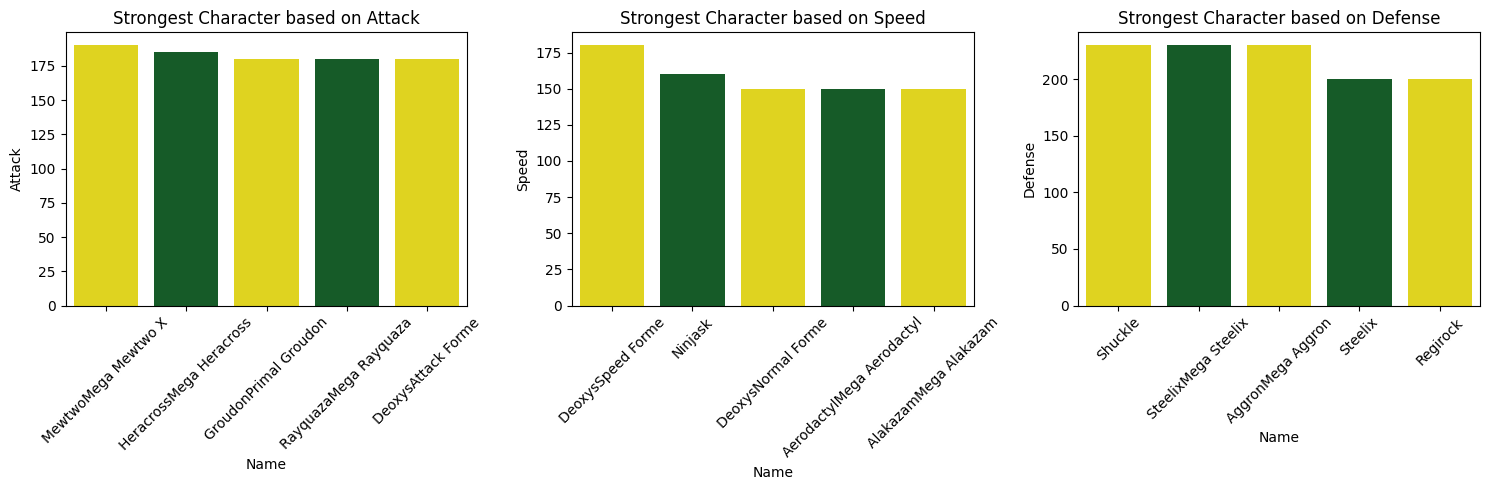 Strongest Character based on Attack
Attack
175
150
125
100
75
50
25
0
MewtwoMega Mewtwo X
HeracrossMega Heracross
GroudonPrimal Groudon
RayquazaMega Rayquaza
DeoxysAttack Forme
Name
Strongest Character based on Speed
Speed
175
150
125
100
75
50
25
0
DeoxysSpeed Forme
Ninjask
DeoxysNormal Forme
AerodactylMega Aerodactyl
AlakazamMega Alakazam
Name
Strongest Character based on Defense
Defense
200
150
100
50
0
Shuckle
SteelixMega Steelix
AggronMega Aggron
Steelix
Regirock
Name